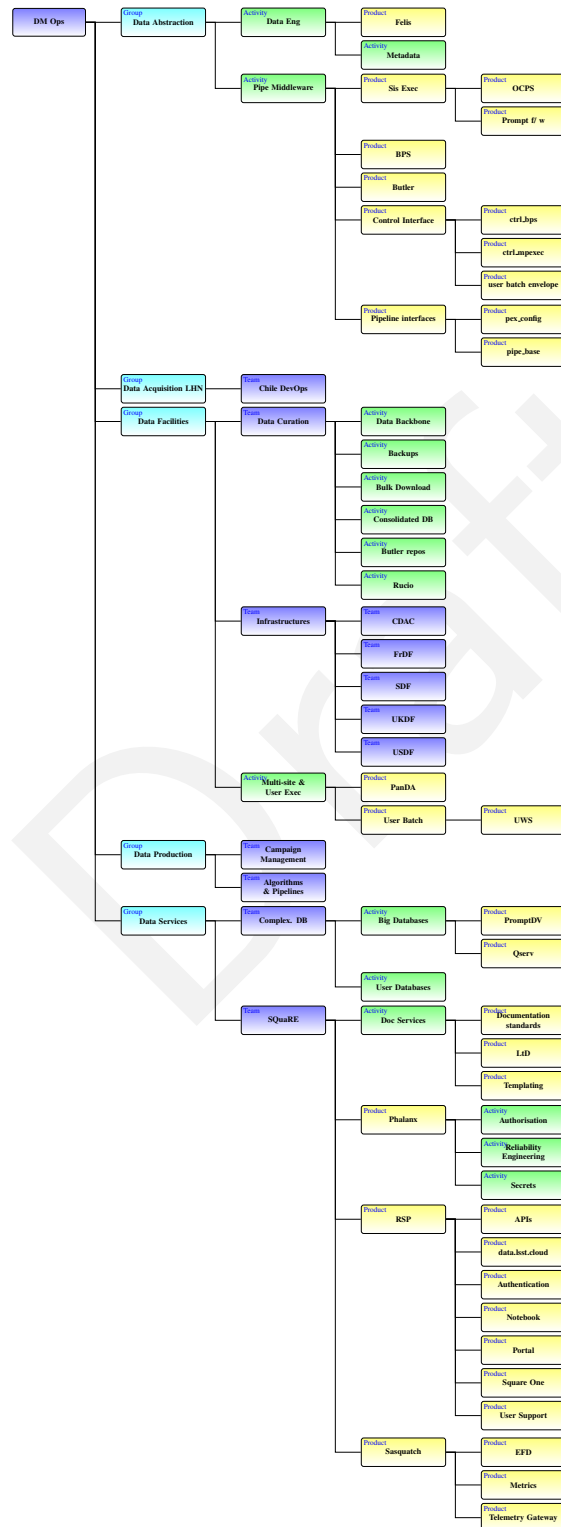 DM Ops
Group
Data Abstraction
Activity
Data Eng
Product
Felis
Activity
Metadata
Activity
Pipe Middleware
Product
Sis Exec
Product
OCPS
Product
Prompt f/ w
Product
BPS
Product
Butler
Product
Control Interface
Product
ctrl_bps
Product
ctrl_mpexec
Product
user batch envelope
Product
Pipeline interfaces
Product
pex_config
Product
pipe_base
Group
Data Acquisition LHN
Team
Chile DevOps
Group
Data Facilities
Team
Data Curation
Activity
Data Backbone
Activity
Backups
Activity
Bulk Download
Activity
Consolidated DB
Activity
Butler repos
Activity
Rucio
Team
Infrastructures
Team
CDAC
Team
FrDF
Team
SDF
Team
UKDF
Team
USDF
Activity
Multi-site &
User Exec
Product
PanDA
Product
User Batch
Product
UWS
Group
Data Production
Team
Campaign
Management
Team
Algorithms
& Pipelines
Group
Data Services
Team
Complex. DB
Activity
Big Databases
Product
PromptDV
Product
Qserv
Activity
User Databases
Team
SQuaRE
Activity
Doc Services
Product
Documentation
standards
Product
LtD
Product
Templating
Product
Phalanx
Activity
Authorisation
Activity
Reliability
Engineering
Activity
Secrets
Product
RSP
Product
APIs
Product
data.lsst.cloud
Product
Authentication
Product
Notebook
Product
Portal
Product
Square One
Product
User Support
Product
Sasquatch
Product
EFD
Product
Metrics
Product
Telemetry Gateway
Draft